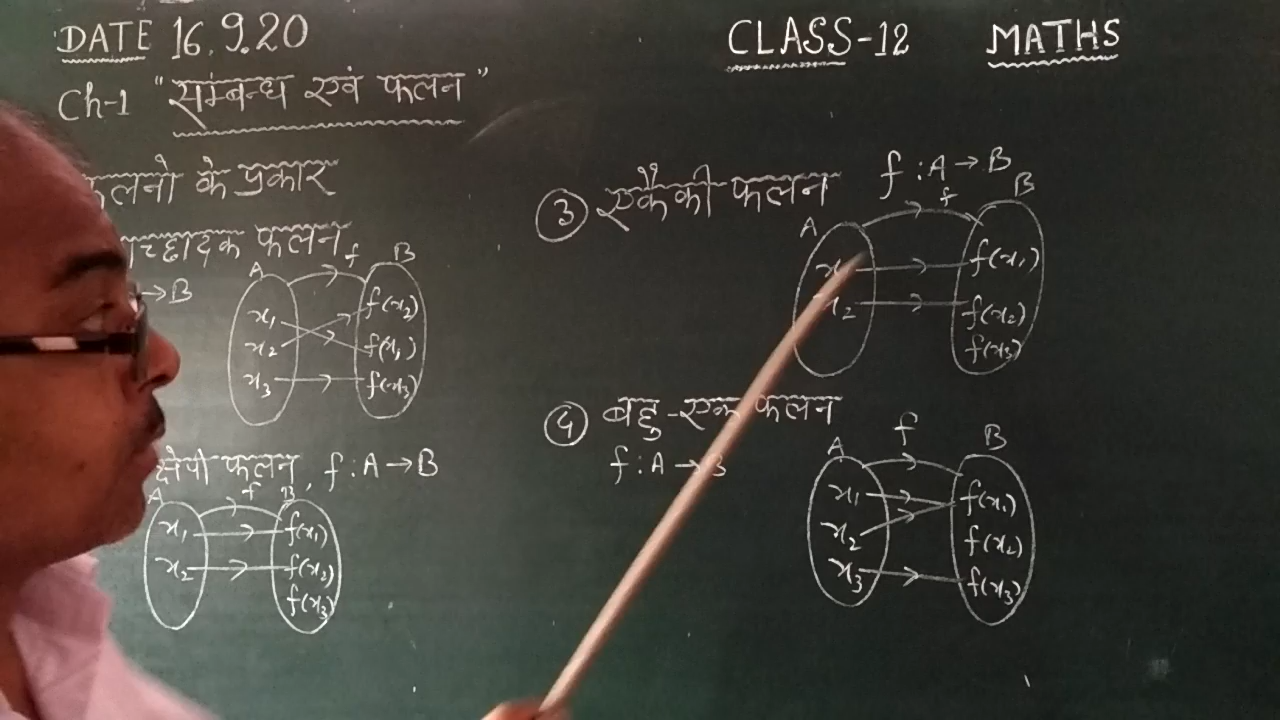 DATE 16.9.20
Ch-1 "सम्बन्ध एवं फलन"
फलनो के प्रकार
च्छादक फलन
→B
A f B
x₁ f(x₂)
x₂ f(x₁)
x₃ f(x₃)
क्षेपी फलन, f : A → B
A f B
x₁ f(x₁)
x₂ f(x₂)
f(x₃)
CLASS-12 MATHS
③ एकैकी फलन f : A → B
A f B
x₁ f(x₁)
x₂ f(x₂)
f(x₃)
④ बहु-एक फलन
f : A → B
A f B
x₁ f(x₁)
x₂ f(x₂)
x₃ f(x₃)